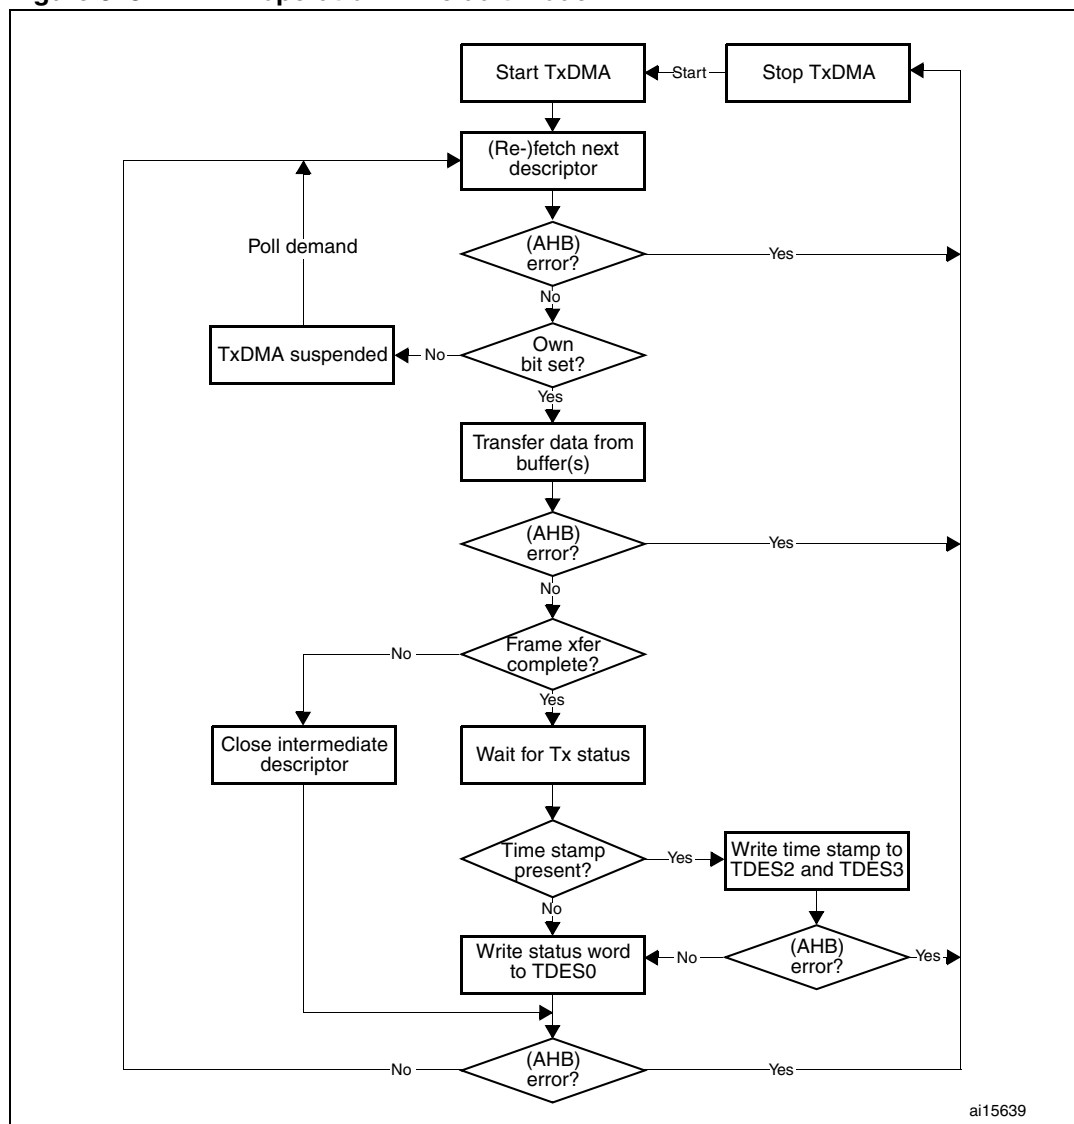 Start TxDMA
Start
Stop TxDMA
(Re-)fetch next
descriptor
Poll demand
(AHB)
error?
Yes
No
TxDMA suspended
No
Own
bit set?
Yes
Transfer data from
buffer(s)
(AHB)
error?
Yes
No
No
Frame xfer
complete?
Yes
Close intermediate
descriptor
Wait for Tx status
Time stamp
present?
Yes
Write time stamp to
TDES2 and TDES3
No
Write status word
to TDES0
No
(AHB)
error?
Yes
No
(AHB)
error?
Yes
ai15639